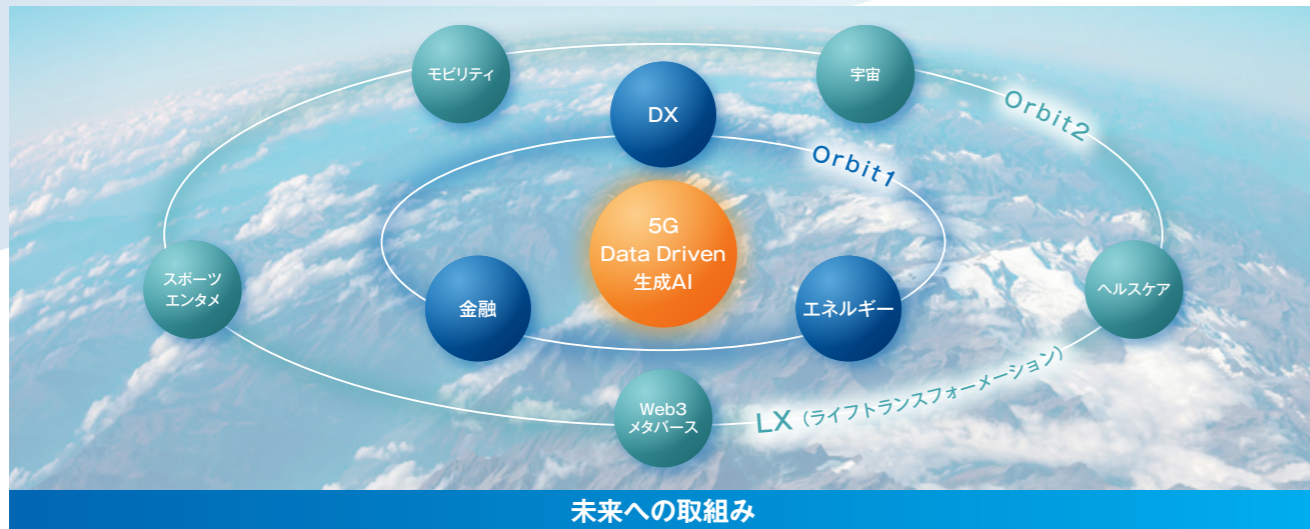 モビリティ
宇宙
DX
Orbit2
Orbit1
5G
Data Driven
生成AI
スポーツ
エンタメ
金融
エネルギー
ヘルスケア
Web3
メタバース
LX（ライフトランスフォーメーション）
未来への取組み